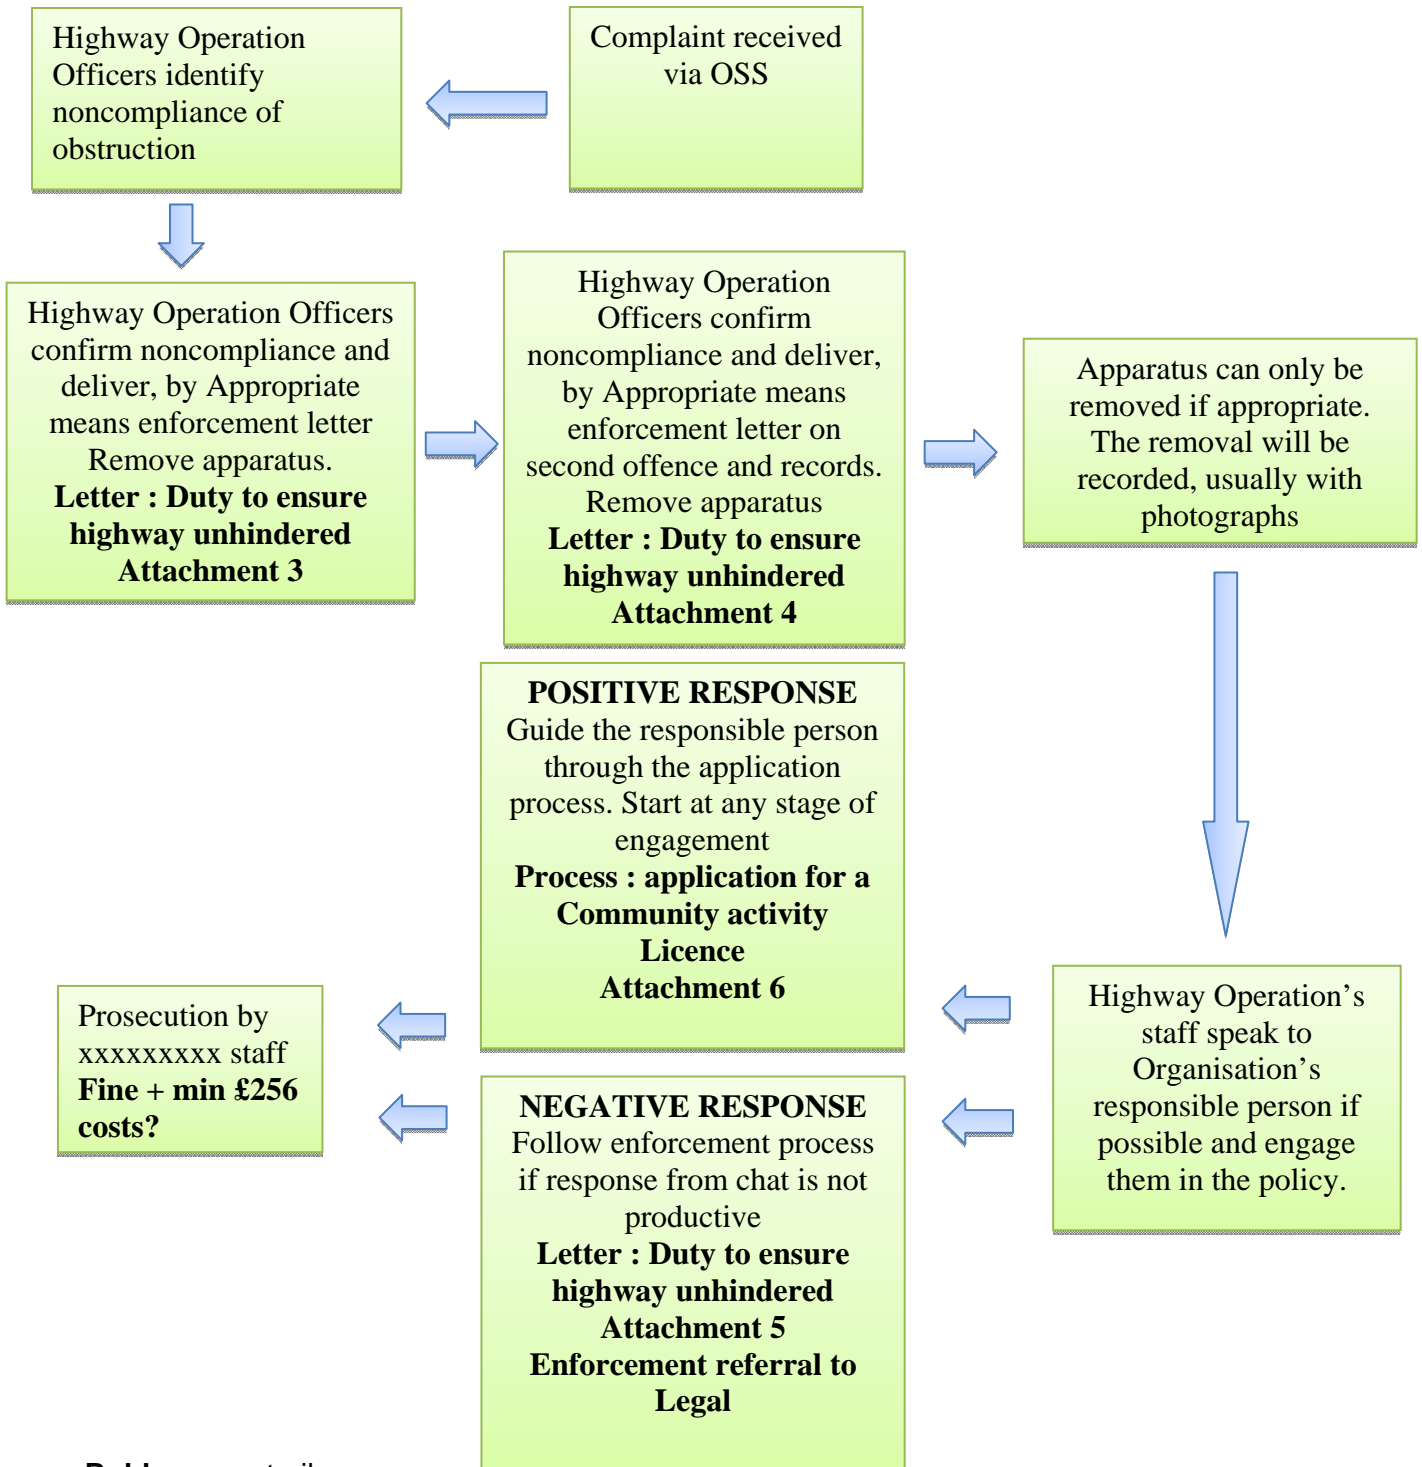 Highway Operation
Officers identify
noncompliance of
obstruction
Complaint received
via OSS
Highway Operation Officers
confirm noncompliance and
deliver, by Appropriate
means enforcement letter
Remove apparatus.
Letter : Duty to ensure
highway unhindered
Attachment 3
Highway Operation
Officers confirm
noncompliance and deliver,
by Appropriate means
enforcement letter on
second offence and records.
Remove apparatus
Letter : Duty to ensure
highway unhindered
Attachment 4
Apparatus can only be
removed if appropriate.
The removal will be
recorded, usually with
photographs
POSITIVE RESPONSE
Guide the responsible person
through the application
process. Start at any stage of
engagement
Process : application for a
Community activity
Licence
Attachment 6
Highway Operation’s
staff speak to
Organisation’s
responsible person if
possible and engage
them in the policy.
Prosecution by
xxxxxxxxx staff
Fine + min £256
costs?
NEGATIVE RESPONSE
Follow enforcement process
if response from chat is not
productive
Letter : Duty to ensure
highway unhindered
Attachment 5
Enforcement referral to
Legal